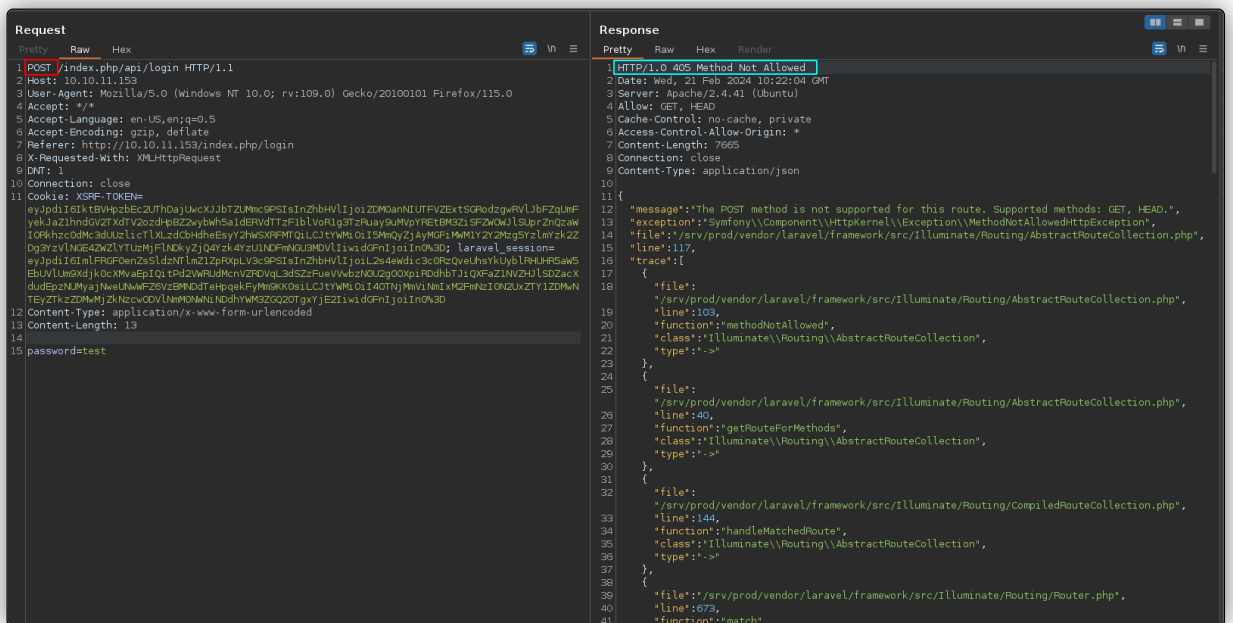 Request
Pretty Raw Hex
\n
1 POST /index.php/api/login HTTP/1.1
2 Host: 10.10.11.153
3 User-Agent: Mozilla/5.0 (Windows NT 10.0; rv:109.0) Gecko/20100101 Firefox/115.0
4 Accept: */*
5 Accept-Language: en-US,en;q=0.5
6 Accept-Encoding: gzip, deflate
7 Referer: http://10.10.11.153/index.php/login
8 X-Requested-With: XMLHttpRequest
9 DNT: 1
10 Connection: close
11 Cookie: XSRF-TOKEN=
laravel_session=
12 Content-Type: application/x-www-form-urlencoded
13 Content-Length: 13
14
15 password=test
Response
Pretty Raw Hex Render
\n
1 HTTP/1.0 405 Method Not Allowed
2 Date: Wed, 21 Feb 2024 10:22:04 GMT
3 Server: Apache/2.4.41 (Ubuntu)
4 Allow: GET, HEAD
5 Cache-Control: no-cache, private
6 Access-Control-Allow-Origin: *
7 Content-Length: 7665
8 Connection: close
9 Content-Type: application/json
10
11 {
12 "message":"The POST method is not supported for this route. Supported methods: GET, HEAD.",
13 "exception":"Symfony\\Component\\HttpKernel\\Exception\\MethodNotAllowedHttpException",
14 "file":"/srv/prod/vendor/laravel/framework/src/Illuminate/Routing/AbstractRouteCollection.php",
15 "line":117,
16 "trace":[
17 {
18 "file":
"/srv/prod/vendor/laravel/framework/src/Illuminate/Routing/AbstractRouteCollection.php",
19 "line":103,
20 "function":"methodNotAllowed",
21 "class":"Illuminate\\Routing\\AbstractRouteCollection",
22 "type":"->"
23 },
24 {
25 "file":
"/srv/prod/vendor/laravel/framework/src/Illuminate/Routing/AbstractRouteCollection.php",
26 "line":40,
27 "function":"getRouteForMethods",
28 "class":"Illuminate\\Routing\\AbstractRouteCollection",
29 "type":"->"
30 },
31 {
32 "file":
"/srv/prod/vendor/laravel/framework/src/Illuminate/Routing/CompiledRouteCollection.php",
33 "line":144,
34 "function":"handleMatchedRoute",
35 "class":"Illuminate\\Routing\\AbstractRouteCollection",
36 "type":"->"
37 },
38 {
39 "file":"/srv/prod/vendor/laravel/framework/src/Illuminate/Routing/Router.php",
40 "line":673,
41 "function":"match"